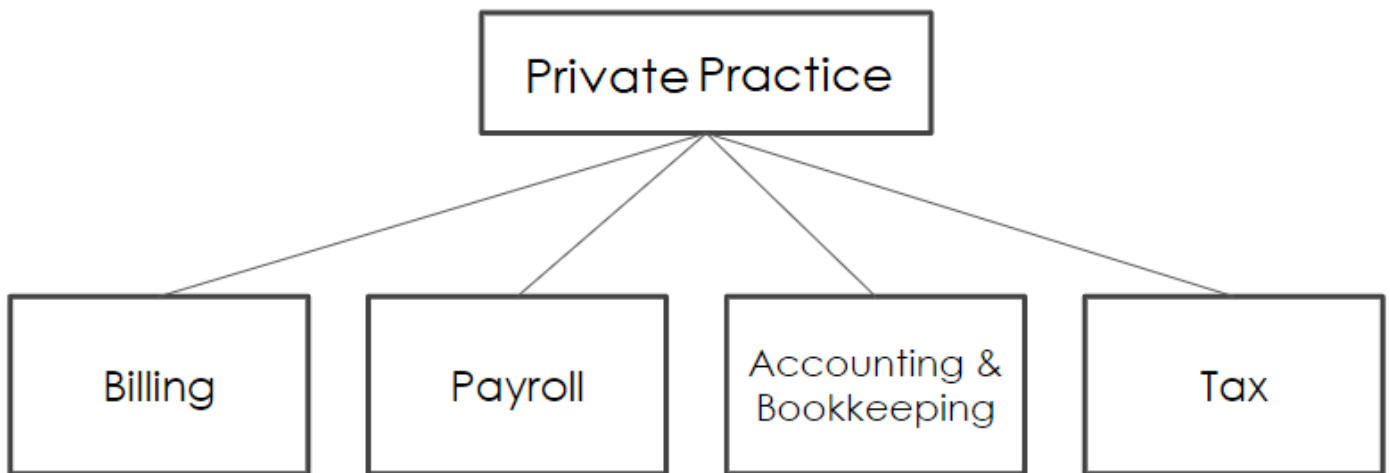 Private Practice
Billing
Payroll
Accounting &
Bookkeeping
Tax